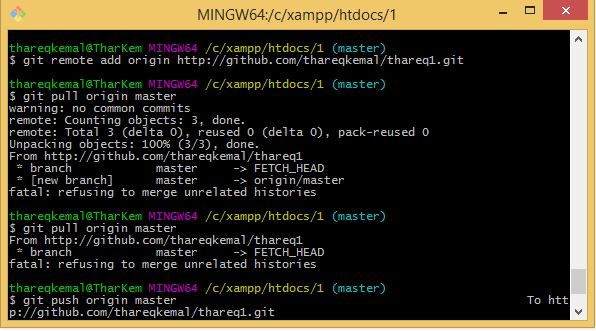 MINGW64:/c/xampp/htdocs/1
thareqkemal@TharKem MINGW64 /c/xampp/htdocs/1 (master)
$ git remote add origin http://github.com/thareqkemal/thareq1.git
thareqkemal@TharKem MINGW64 /c/xampp/htdocs/1 (master)
$ git pull origin master
warning: no common commits
remote: Counting objects: 3, done.
remote: Total 3 (delta 0), reused 0 (delta 0), pack-reused 0
Unpacking objects: 100% (3/3), done.
From http://github.com/thareqkemal/thareq1
 * branch            master     -> FETCH_HEAD
 * [new branch]      master     -> origin/master
fatal: refusing to merge unrelated histories
thareqkemal@TharKem MINGW64 /c/xampp/htdocs/1 (master)
$ git pull origin master
From http://github.com/thareqkemal/thareq1
 * branch            master     -> FETCH_HEAD
fatal: refusing to merge unrelated histories
thareqkemal@TharKem MINGW64 /c/xampp/htdocs/1 (master)
$ git push origin master To htt
p://github.com/thareqkemal/thareq1.git